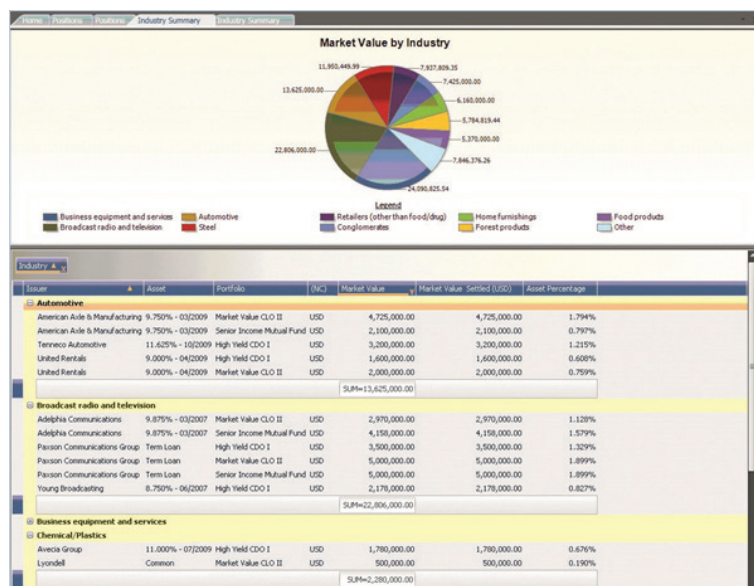 Home Positions Positions Industry Summary Industry Summary
Market Value by Industry
11,950,449.99
7,937,809.35
7,425,000.00
13,625,000.00
6,160,000.00
5,784,819.44
5,370,000.00
22,806,000.00
7,846,376.26
24,090,825.54
Legend
Business equipment and services Automotive Retailers (other than food/drug) Home furnishings Food products
Broadcast radio and television Steel Conglomerates Forest products Other
Industry
Issuer Asset Portfolio (NC) Market Value Market Value Settled (USD) Asset Percentage
Automotive
American Axle & Manufacturing 9.750% - 03/2009 Market Value CLO II USD 4,725,000.00 4,725,000.00 1.794%
American Axle & Manufacturing 9.750% - 03/2009 Senior Income Mutual Fund USD 2,100,000.00 2,100,000.00 0.797%
Tenneco Automotive 11.625% - 10/2009 High Yield CDO I USD 3,200,000.00 3,200,000.00 1.215%
United Rentals 9.000% - 04/2009 High Yield CDO I USD 1,600,000.00 1,600,000.00 0.608%
United Rentals 9.000% - 04/2009 Market Value CLO II USD 2,000,000.00 2,000,000.00 0.759%
SUM=13,625,000.00
Broadcast radio and television
Adelphia Communications 9.875% - 03/2007 Market Value CLO II USD 2,970,000.00 2,970,000.00 1.128%
Adelphia Communications 9.875% - 03/2007 Senior Income Mutual Fund USD 4,158,000.00 4,158,000.00 1.579%
Paxson Communications Group Term Loan High Yield CDO I USD 3,500,000.00 3,500,000.00 1.329%
Paxson Communications Group Term Loan Market Value CLO II USD 5,000,000.00 5,000,000.00 1.899%
Paxson Communications Group Term Loan Senior Income Mutual Fund USD 5,000,000.00 5,000,000.00 1.899%
Young Broadcasting 8.750% - 06/2007 High Yield CDO I USD 2,178,000.00 2,178,000.00 0.827%
SUM=22,806,000.00
Business equipment and services
Chemical/Plastics
Avecia Group 11.000% - 07/2009 High Yield CDO I USD 1,780,000.00 1,780,000.00 0.676%
Lyondell Common Market Value CLO II USD 500,000.00 500,000.00 0.190%
SUM=2,280,000.00